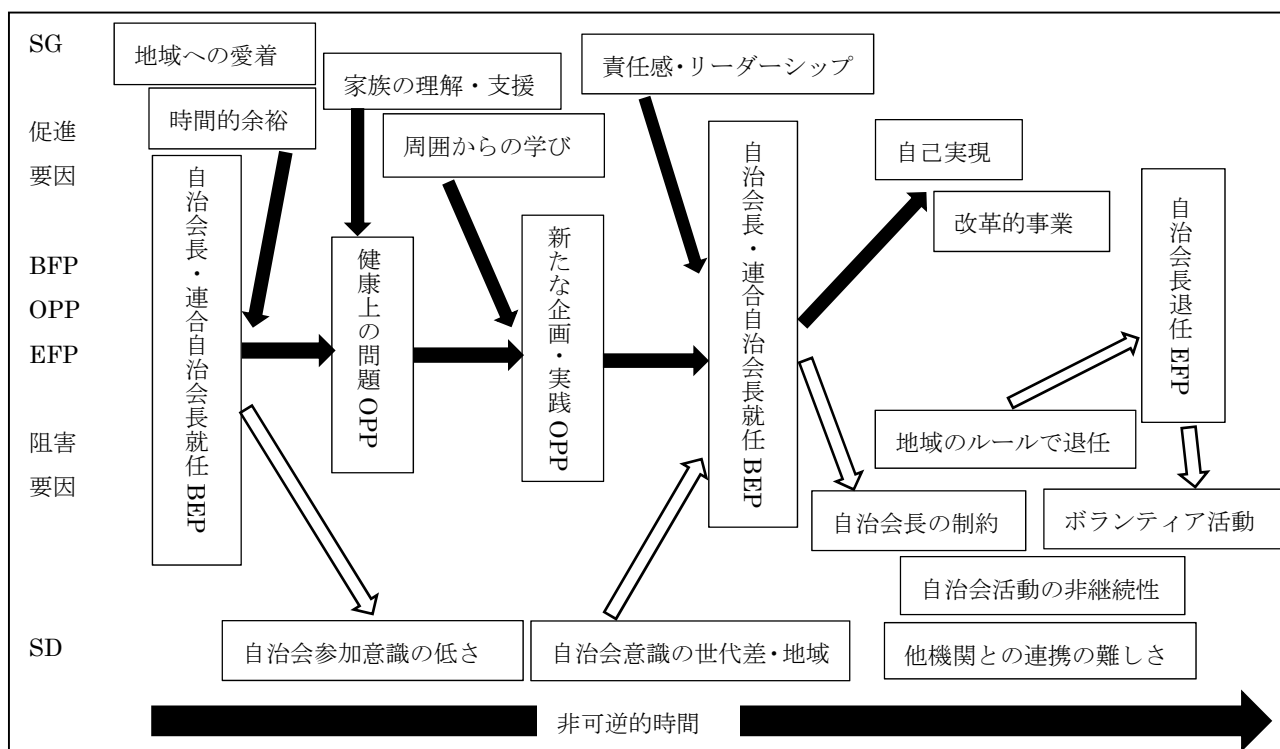 SG
地域への愛着
時間的余裕
家族の理解・支援
周囲からの学び
責任感・リーダーシップ
促進
要因
自己実現
改革的事業
自治会長・連合自治会長就任 BEP
健康上の問題 OPP
新たな企画・実践 OPP
自治会長・連合自治会長就任 BEP
自治会長退任 EFP
BFP
OPP
EFP
阻害
要因
地域のルールで退任
自治会長の制約
ボランティア活動
自治会活動の非継続性
SD
自治会参加意識の低さ
自治会意識の世代差・地域
他機関との連携の難しさ
非可逆的時間